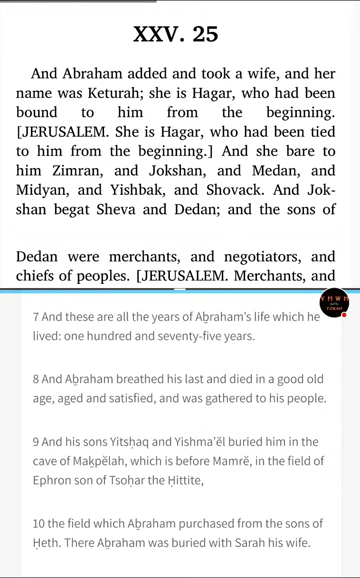 XXV. 25
And Abraham added and took a wife, and her
name was Keturah; she is Hagar, who had been
bound to him from the beginning.
[JERUSALEM. She is Hagar, who had been tied
to him from the beginning.] And she bare to
him Zimran, and Jokshan, and Medan, and
Midyan, and Yishbak, and Shovack. And Jok-
shan begat Sheva and Dedan; and the sons of
Dedan were merchants, and negotiators, and
chiefs of peoples. [JERUSALEM. Merchants, and
7 And these are all the years of Aḇraham’s life which he
lived: one hundred and seventy-five years.
8 And Aḇraham breathed his last and died in a good old
age, aged and satisfied, and was gathered to his people.
9 And his sons Yitsḥaq and Yishma‛ěl buried him in the
cave of Maḵpělah, which is before Mamrě, in the field of
Ephron son of Tsoḥar the Ḥittite,
10 the field which Aḇraham purchased from the sons of
Ḥeth. There Aḇraham was buried with Sarah his wife.